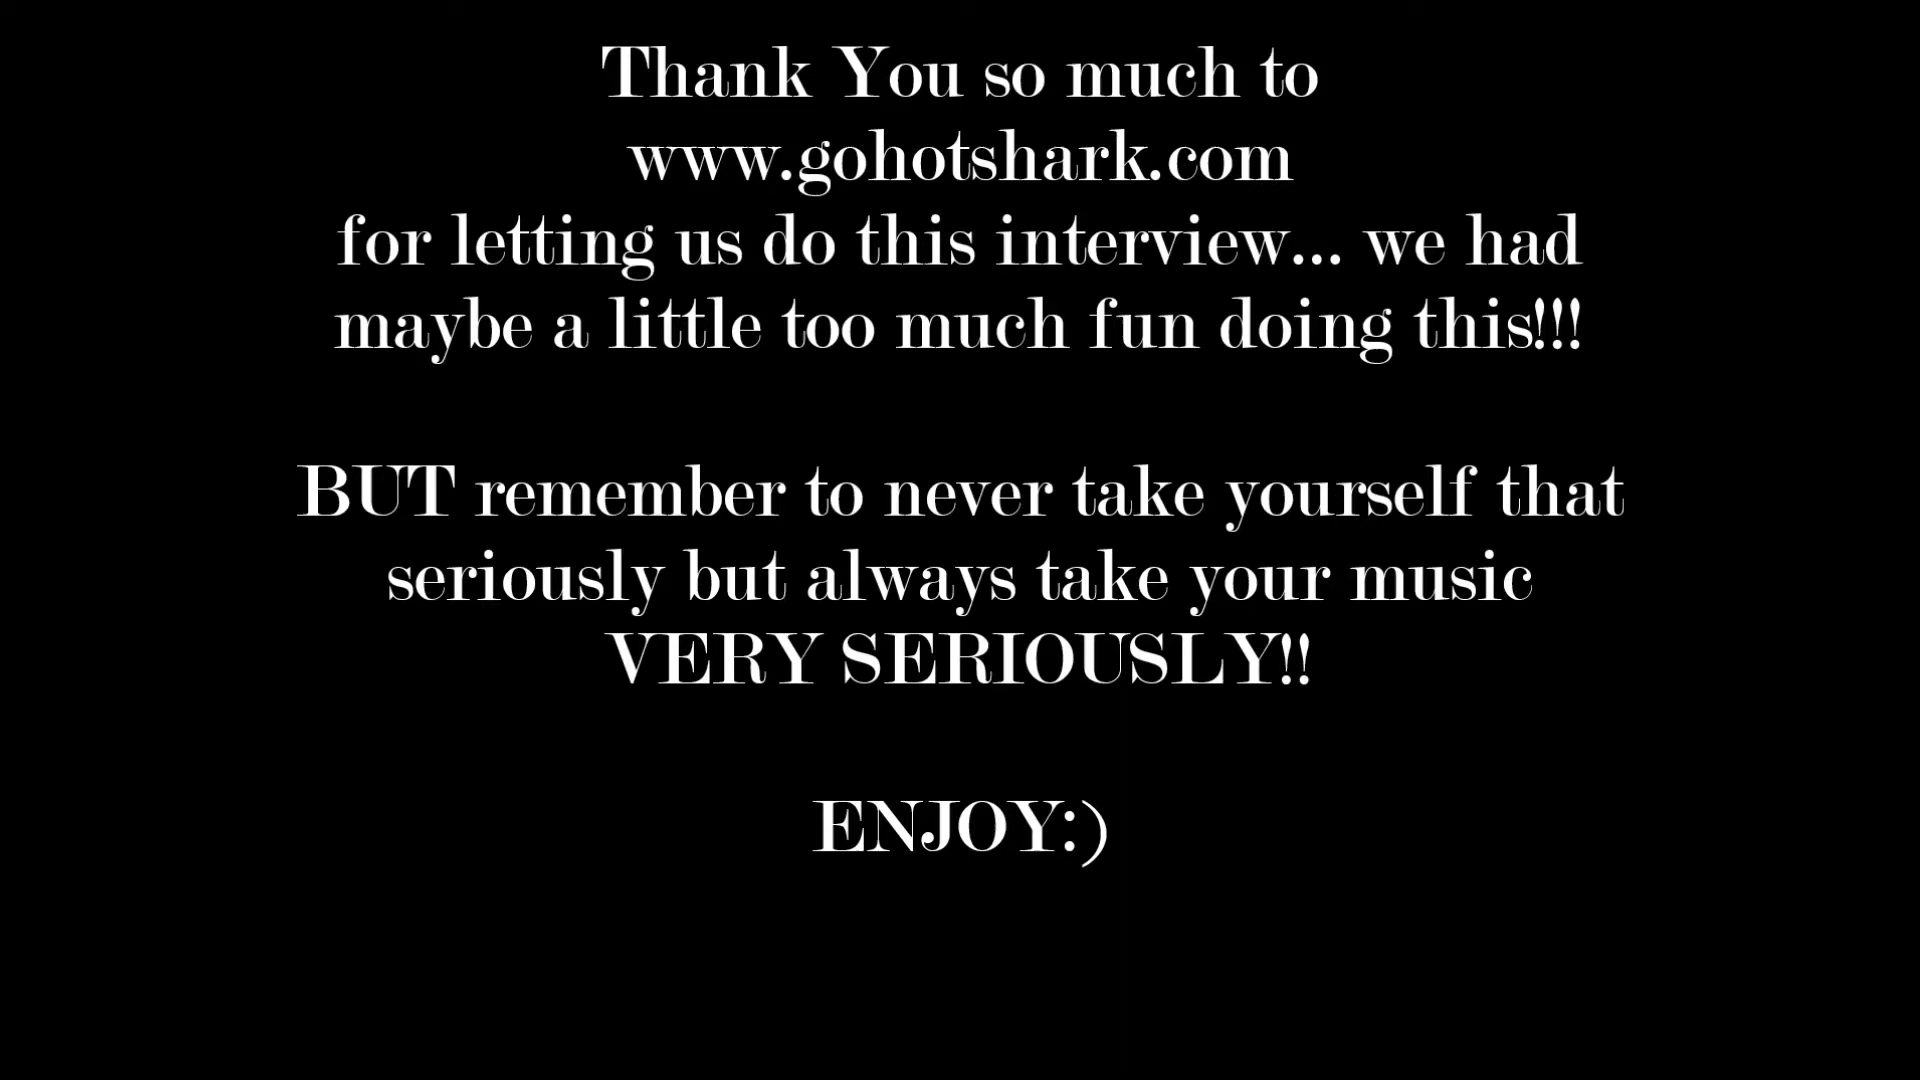 Thank You so much to
www.gohotshark.com
for letting us do this interview... we had
maybe a little too much fun doing this!!!
BUT remember to never take yourself that
seriously but always take your music
VERY SERIOUSLY!!
ENJOY:)